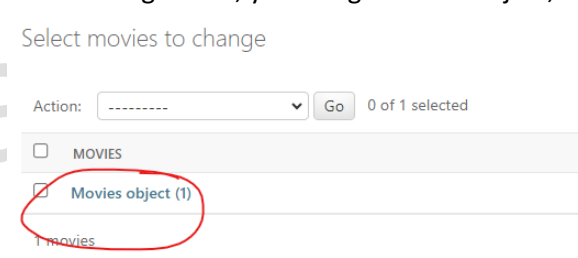 Select movies to change
Action: --------- Go 0 of 1 selected
MOVIES
Movies object (1)
1 movies